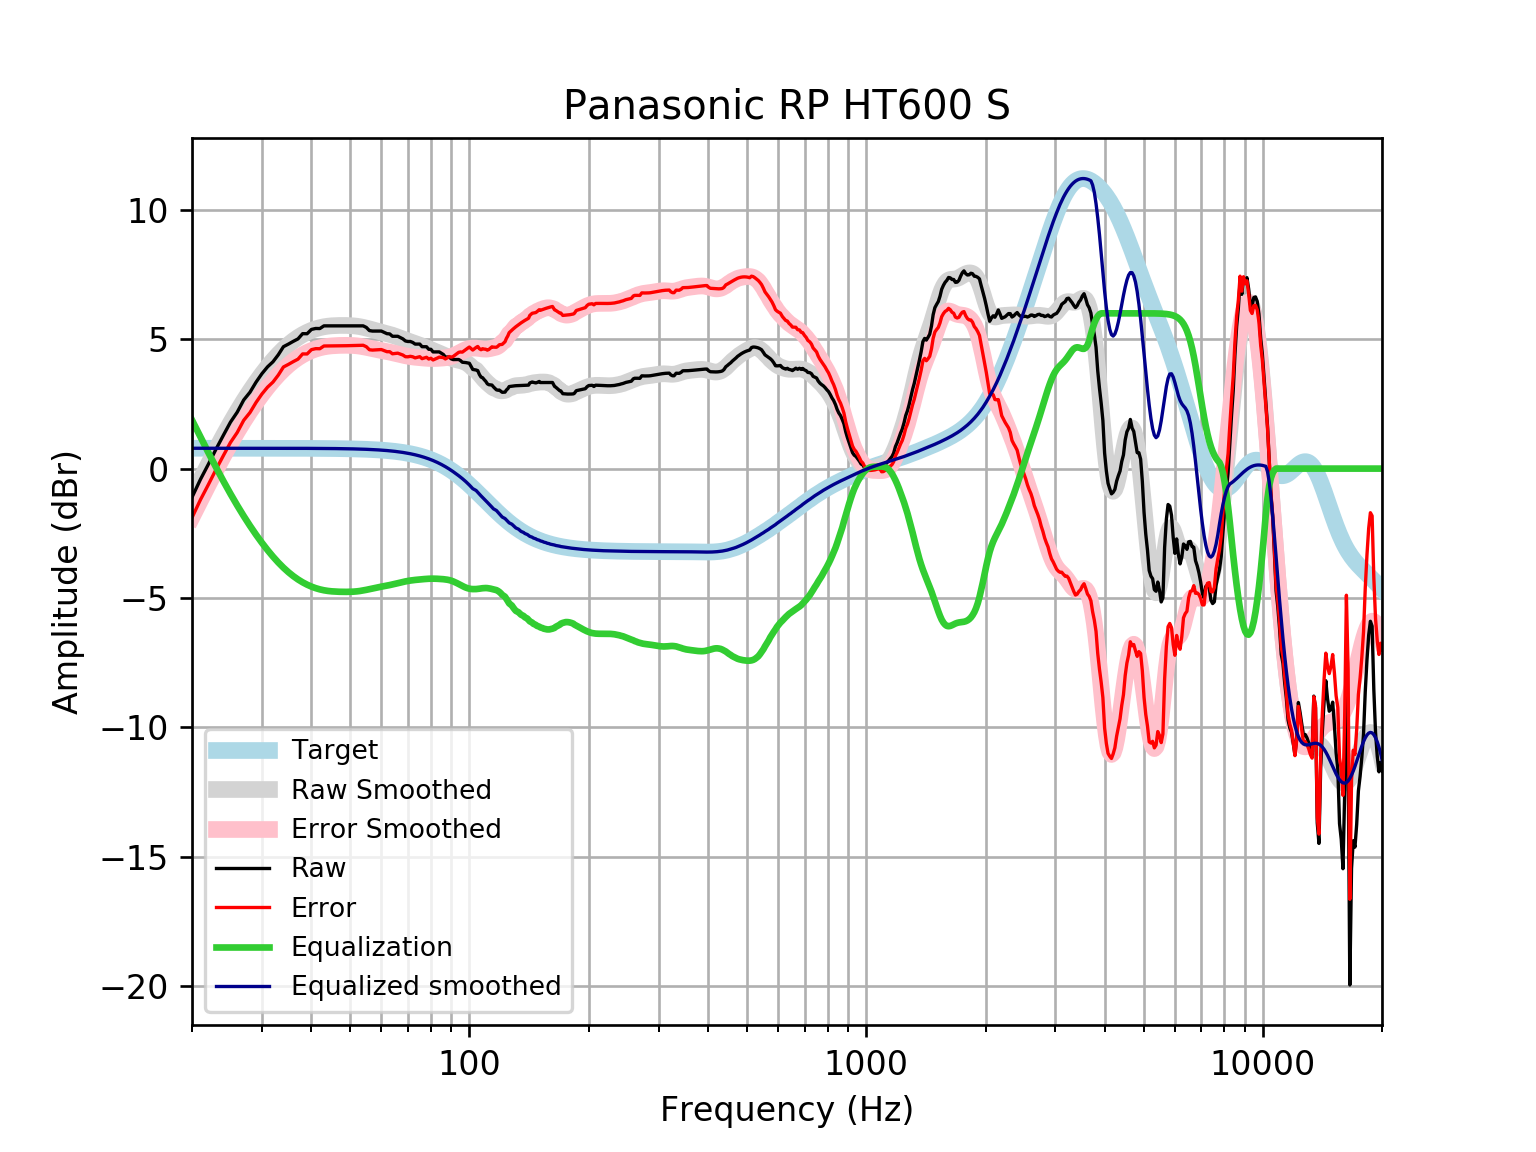 Panasonic RP HT600 S
10
5
0
−5
−10
−15
−20
Amplitude (dBr)
Target
Raw Smoothed
Error Smoothed
Raw
Error
Equalization
Equalized smoothed
100 1000 10000
Frequency (Hz)